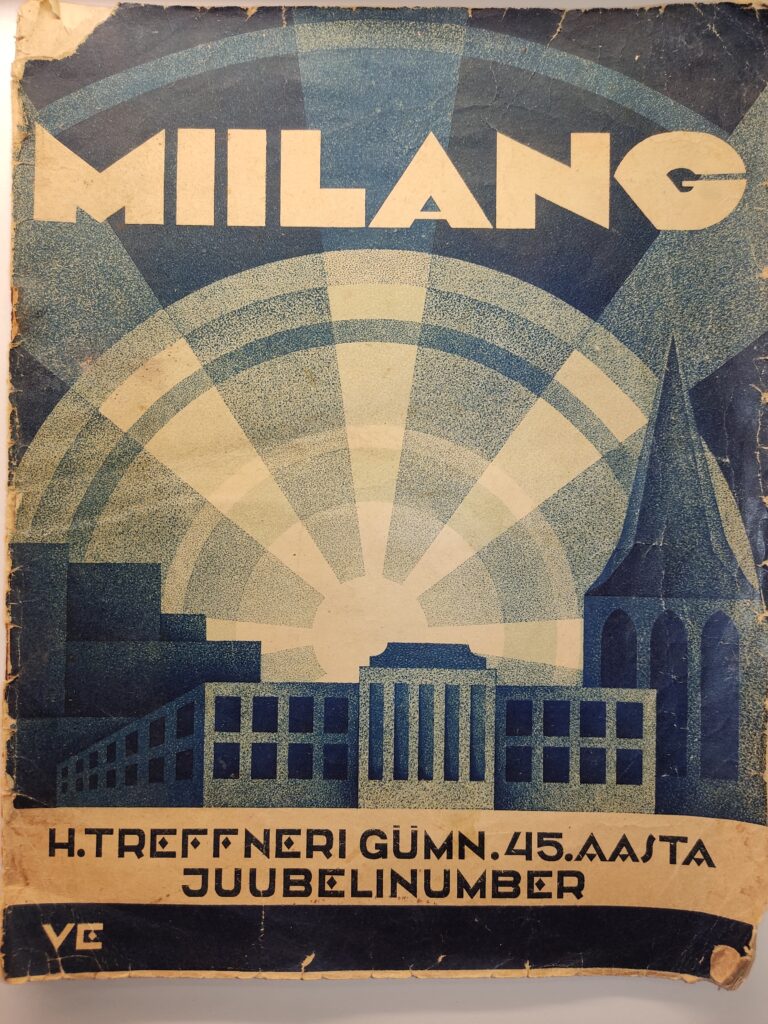 MIILANG
H.TREFFNERI GÜMN.45.AASTA
JUUBELINUMBER
VE